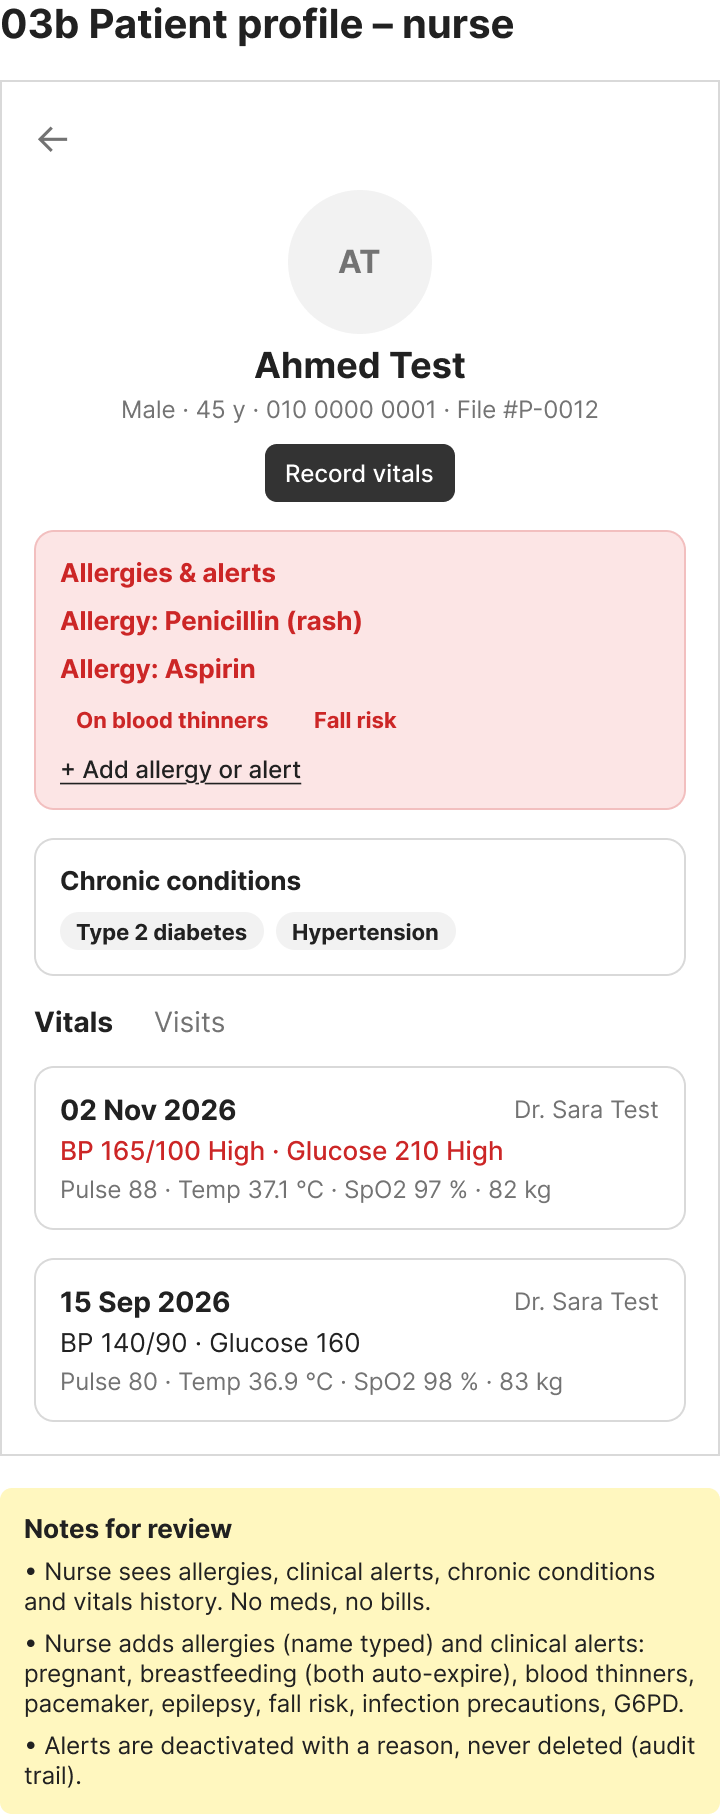 03b Patient profile – nurse
←
AT
Ahmed Test
Male · 45 y · 010 0000 0001 · File #P-0012
Record vitals
Allergies & alerts
Allergy: Penicillin (rash)
Allergy: Aspirin
On blood thinners Fall risk
+ Add allergy or alert
Chronic conditions
Type 2 diabetes Hypertension
Vitals Visits
02 Nov 2026 Dr. Sara Test
BP 165/100 High · Glucose 210 High
Pulse 88 · Temp 37.1 °C · SpO2 97 % · 82 kg
15 Sep 2026 Dr. Sara Test
BP 140/90 · Glucose 160
Pulse 80 · Temp 36.9 °C · SpO2 98 % · 83 kg
Notes for review
• Nurse sees allergies, clinical alerts, chronic conditions
and vitals history. No meds, no bills.
• Nurse adds allergies (name typed) and clinical alerts:
pregnant, breastfeeding (both auto-expire), blood thinners,
pacemaker, epilepsy, fall risk, infection precautions, G6PD.
• Alerts are deactivated with a reason, never deleted (audit
trail).